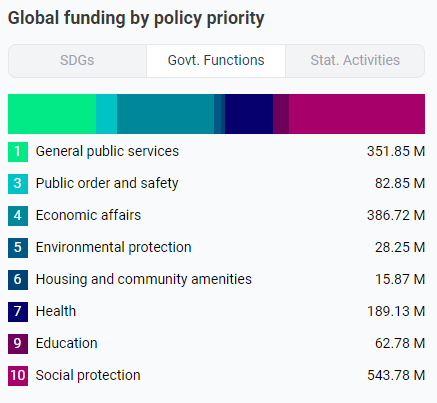 Global funding by policy priority
SDGs Govt. Functions Stat. Activities
1 General public services 351.85 M
3 Public order and safety 82.85 M
4 Economic affairs 386.72 M
5 Environmental protection 28.25 M
6 Housing and community amenities 15.87 M
7 Health 189.13 M
9 Education 62.78 M
10 Social protection 543.78 M